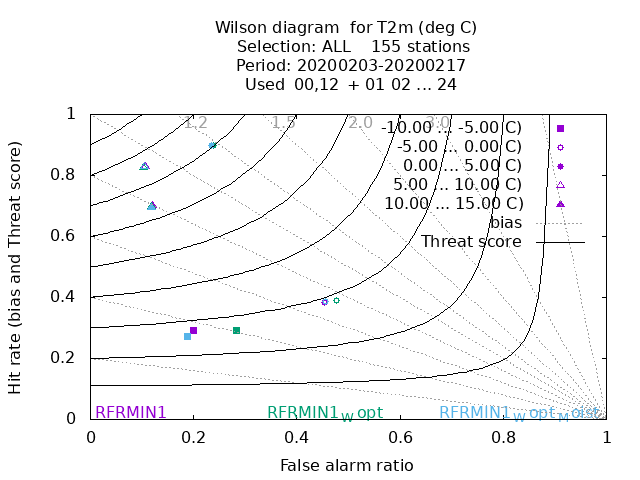 Wilson diagram for T2m (deg C)
Selection: ALL 155 stations
Period: 20200203-20200217
Used 00,12 + 01 02 ... 24
1.2 1.5 2.0 3.0
-10.00 ... -5.00 C)
-5.00 ... 0.00 C)
0.00 ... 5.00 C)
5.00 ... 10.00 C)
10.00 ... 15.00 C)
bias
Threat score
1
0.8
0.6
0.4
0.2
0
Hit rate (bias and Threat score)
RFRMIN1 RFRMIN1_W opt
0 0.2 0.4 0.6 0.8 1
False alarm ratio